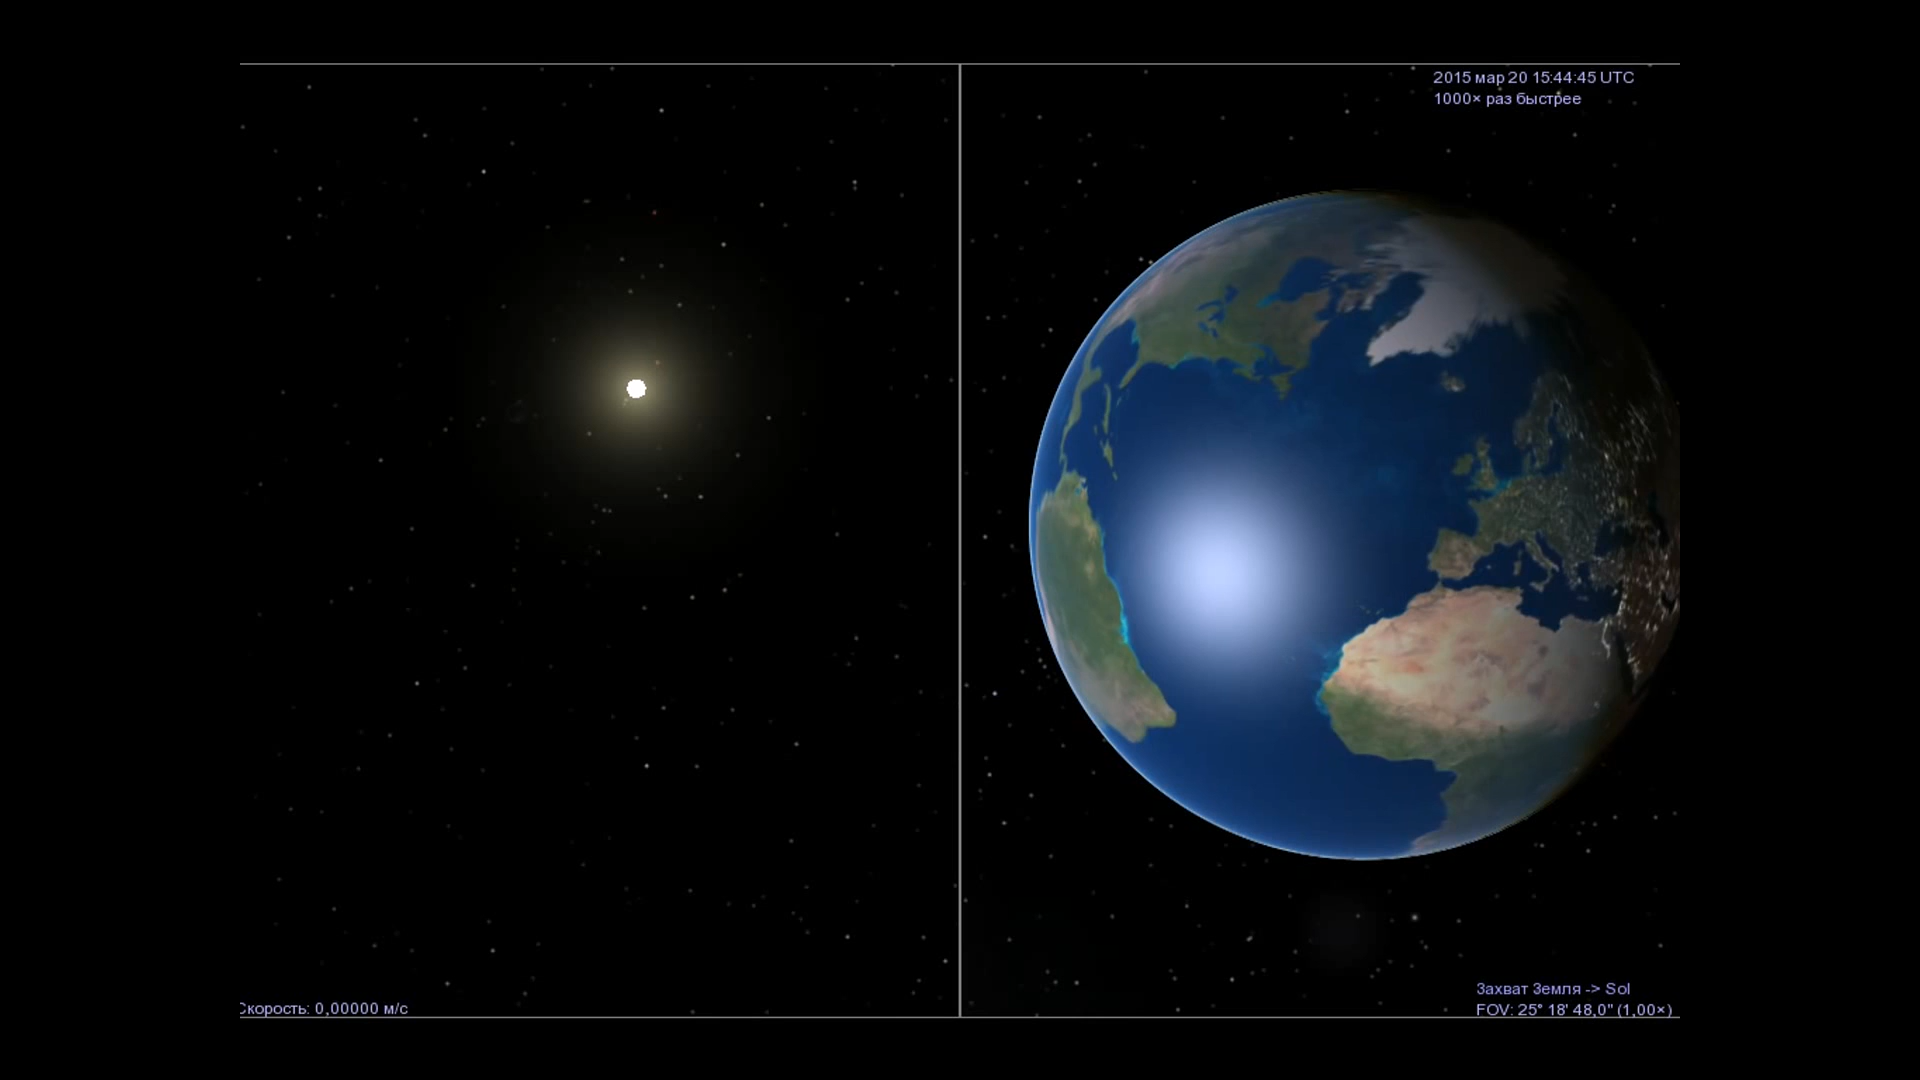 2015 мар 20 15:44:45 UTC
1000× раз быстрее
Скорость: 0,00000 м/с
Захват Земля -> Sol
FOV: 25° 18' 48,0" (1,00×)